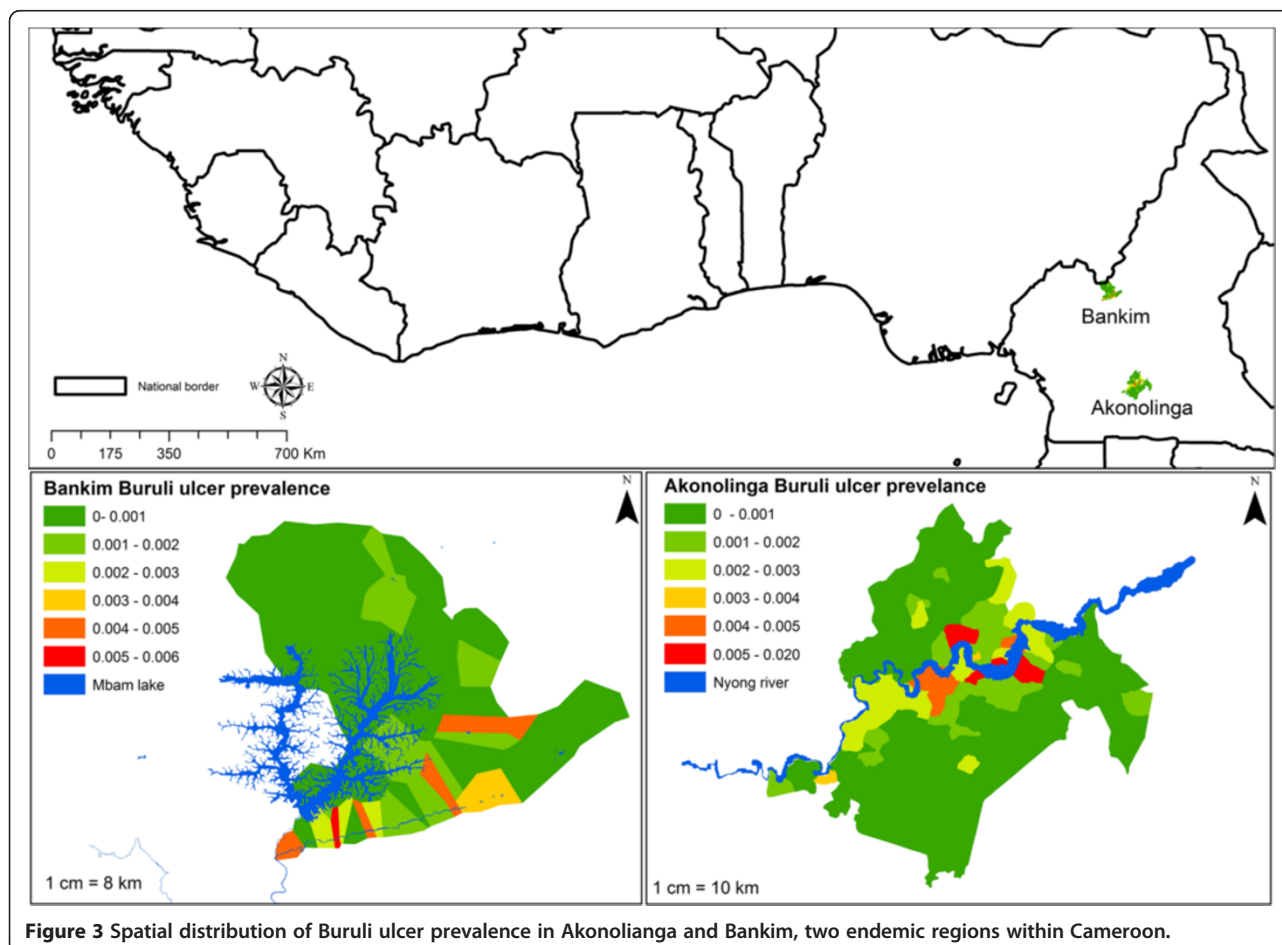 Bankim
Akonolinga
National border
N
W E
S
0 175 350 700 Km
Bankim Buruli ulcer prevalence
N
0- 0.001
0.001 - 0.002
0.002 - 0.003
0.003 - 0.004
0.004 - 0.005
0.005 - 0.006
Mbam lake
1 cm = 8 km
Akonolinga Buruli ulcer prevelance
N
0 - 0.001
0.001 - 0.002
0.002 - 0.003
0.003 - 0.004
0.004 - 0.005
0.005 - 0.020
Nyong river
1 cm = 10 km
Figure 3 Spatial distribution of Buruli ulcer prevalence in Akonolianga and Bankim, two endemic regions within Cameroon.